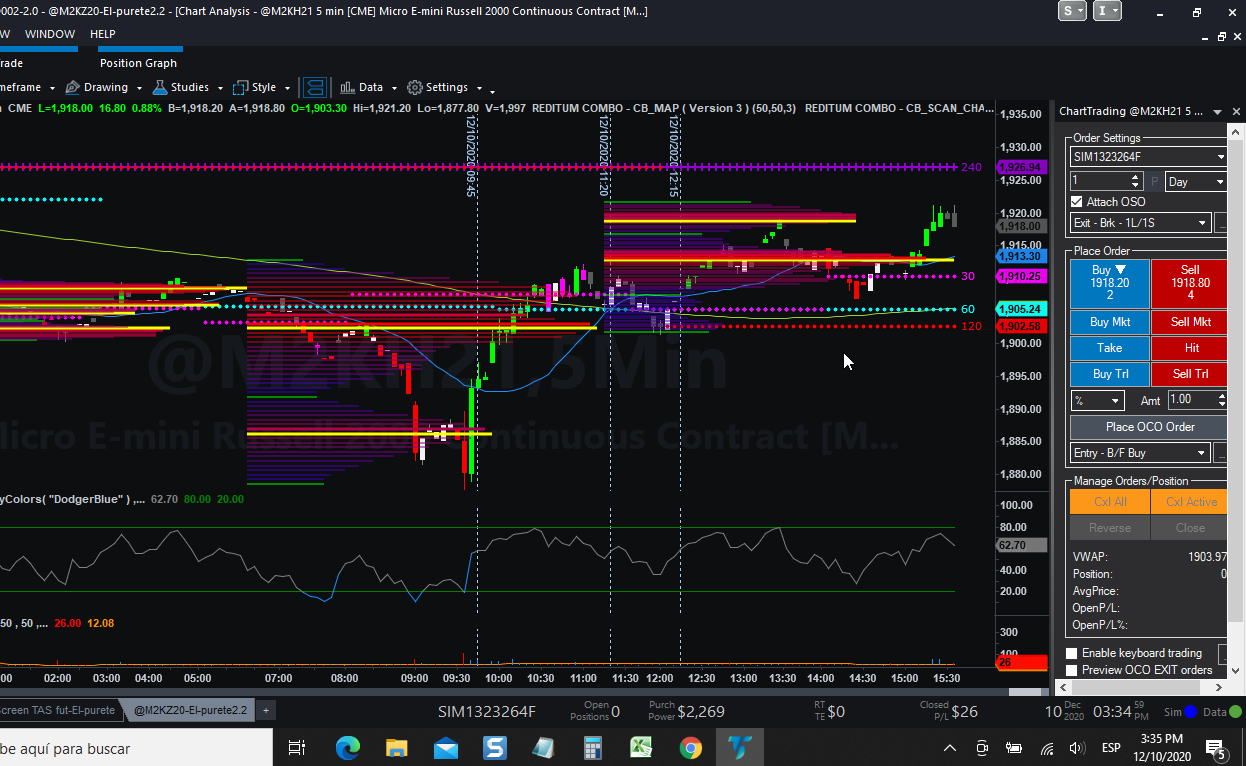 002-2.0 - @M2KZ20-El-purete2.2 - [Chart Analysis - @M2KH21 5 min [CME] Micro E-mini Russell 2000 Continuous Contract [M...]
S I
W WINDOW HELP
rade Position Graph
meframe Drawing Studies Style Data Settings
CME L=1,918.00 16.80 0.88% B=1,918.20 A=1,918.80 O=1,903.30 Hi=1,921.20 Lo=1,877.80 V=1,997 REDITUM COMBO - CB_MAP ( Version 3 ) (50,50,3) REDITUM COMBO - CB_SCAN_CHA...
12/10/2020 09:45
12/10/2020 11:20
12/10/2020 12:15
240
30
60
120
1,935.00
1,930.00
1,926.94
1,925.00
1,920.00
1,918.00
1,915.00
1,913.30
1,910.25
1,905.24
1,902.58
1,900.00
1,895.00
1,890.00
1,885.00
1,880.00
@M2KH21,5Min
Micro E-mini Russell 2000 Continuous Contract [M...
yColors( "DodgerBlue" ) ,... 62.70 80.00 20.00
100.00
80.00
62.70
40.00
20.00
50 , 50 ,... 26.00 12.08
300
100
26
:00 02:00 03:00 04:00 05:00 07:00 08:00 09:00 09:30 10:00 10:30 11:00 11:30 12:00 12:30 13:00 13:30 14:00 14:30 15:00 15:30
ChartTrading @M2KH21 5 ...
Order Settings
SIM1323264F
1 P Day
Attach OSO
Exit - Brk - 1L/1S ...
Place Order
Buy ▼ Sell
1918.20 1918.80
2 4
Buy Mkt Sell Mkt
Take Hit
Buy Trl Sell Trl
% Amt 1.00
Place OCO Order
Entry - B/F Buy ...
Manage Orders/Position
Cxl All Cxl Active
Reverse Close
VWAP: 1903.97
Position: 0
AvgPrice:
OpenP/L:
OpenP/L%:
Enable keyboard trading
Preview OCO EXIT orders
creen TAS fut-El-purete @M2KZ20-El-purete2.2 +
SIM1323264F Open Positions 0 Purch Power $2,269 RT TE $0 Closed P/L $26 10 Dec 2020 03:34 59 PM Sim Data
be aquí para buscar
ESP
3:35 PM
12/10/2020
5